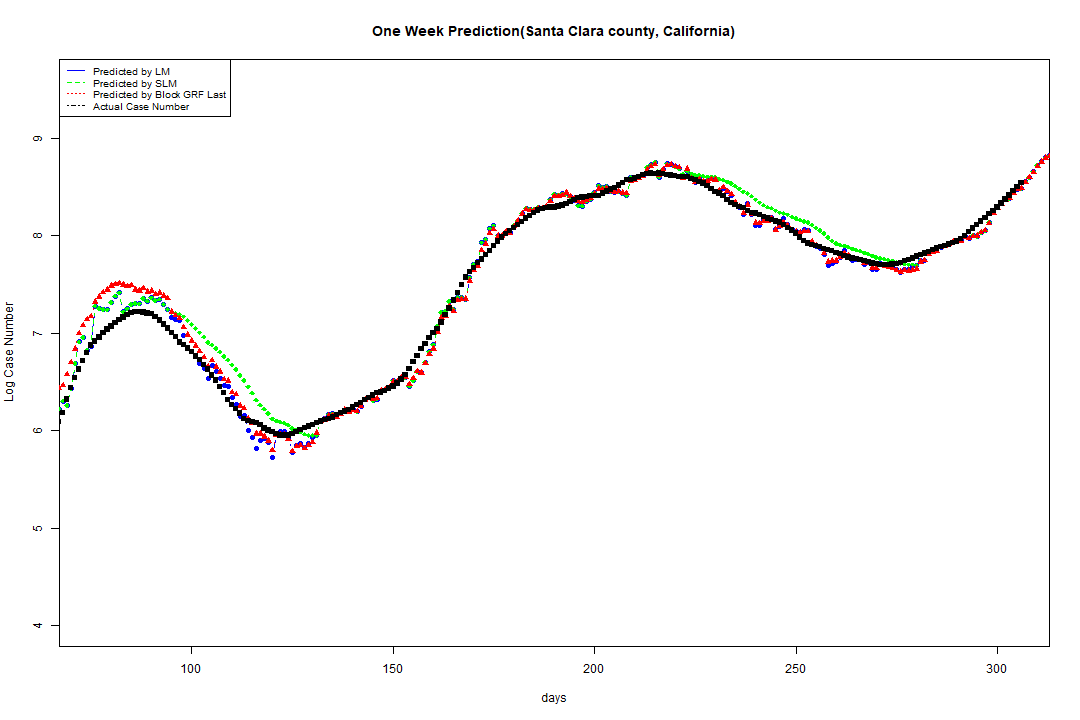 One Week Prediction(Santa Clara county, California)
Predicted by LM
Predicted by SLM
Predicted by Block GRF Last
Actual Case Number
9
8
7
6
5
4
Log Case Number
100 150 200 250 300
days